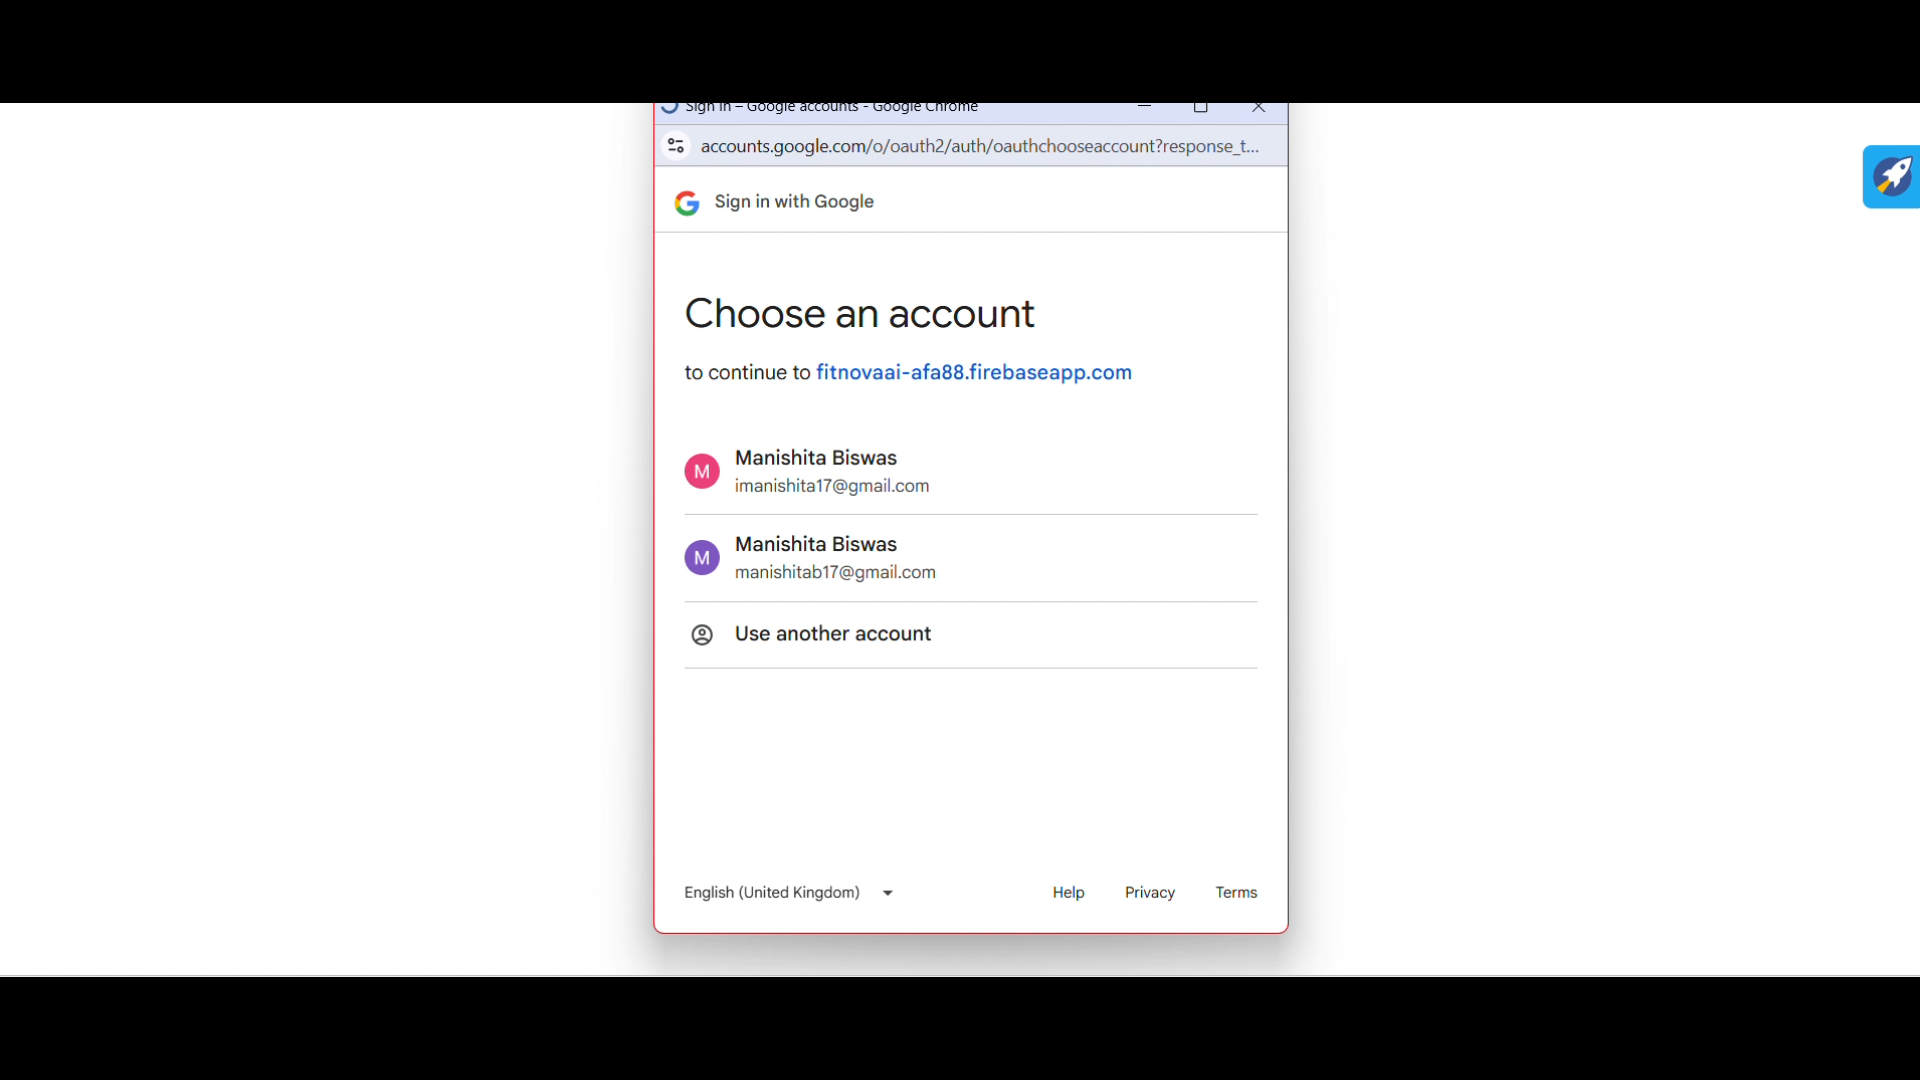 Sign in – Google accounts - Google Chrome
accounts.google.com/o/oauth2/auth/oauthchooseaccount?response_t...
Sign in with Google
Choose an account
to continue to fitnovaai-afa88.firebaseapp.com
M
Manishita Biswas
imanishita17@gmail.com
M
Manishita Biswas
manishitab17@gmail.com
Use another account
English (United Kingdom)
Help
Privacy
Terms